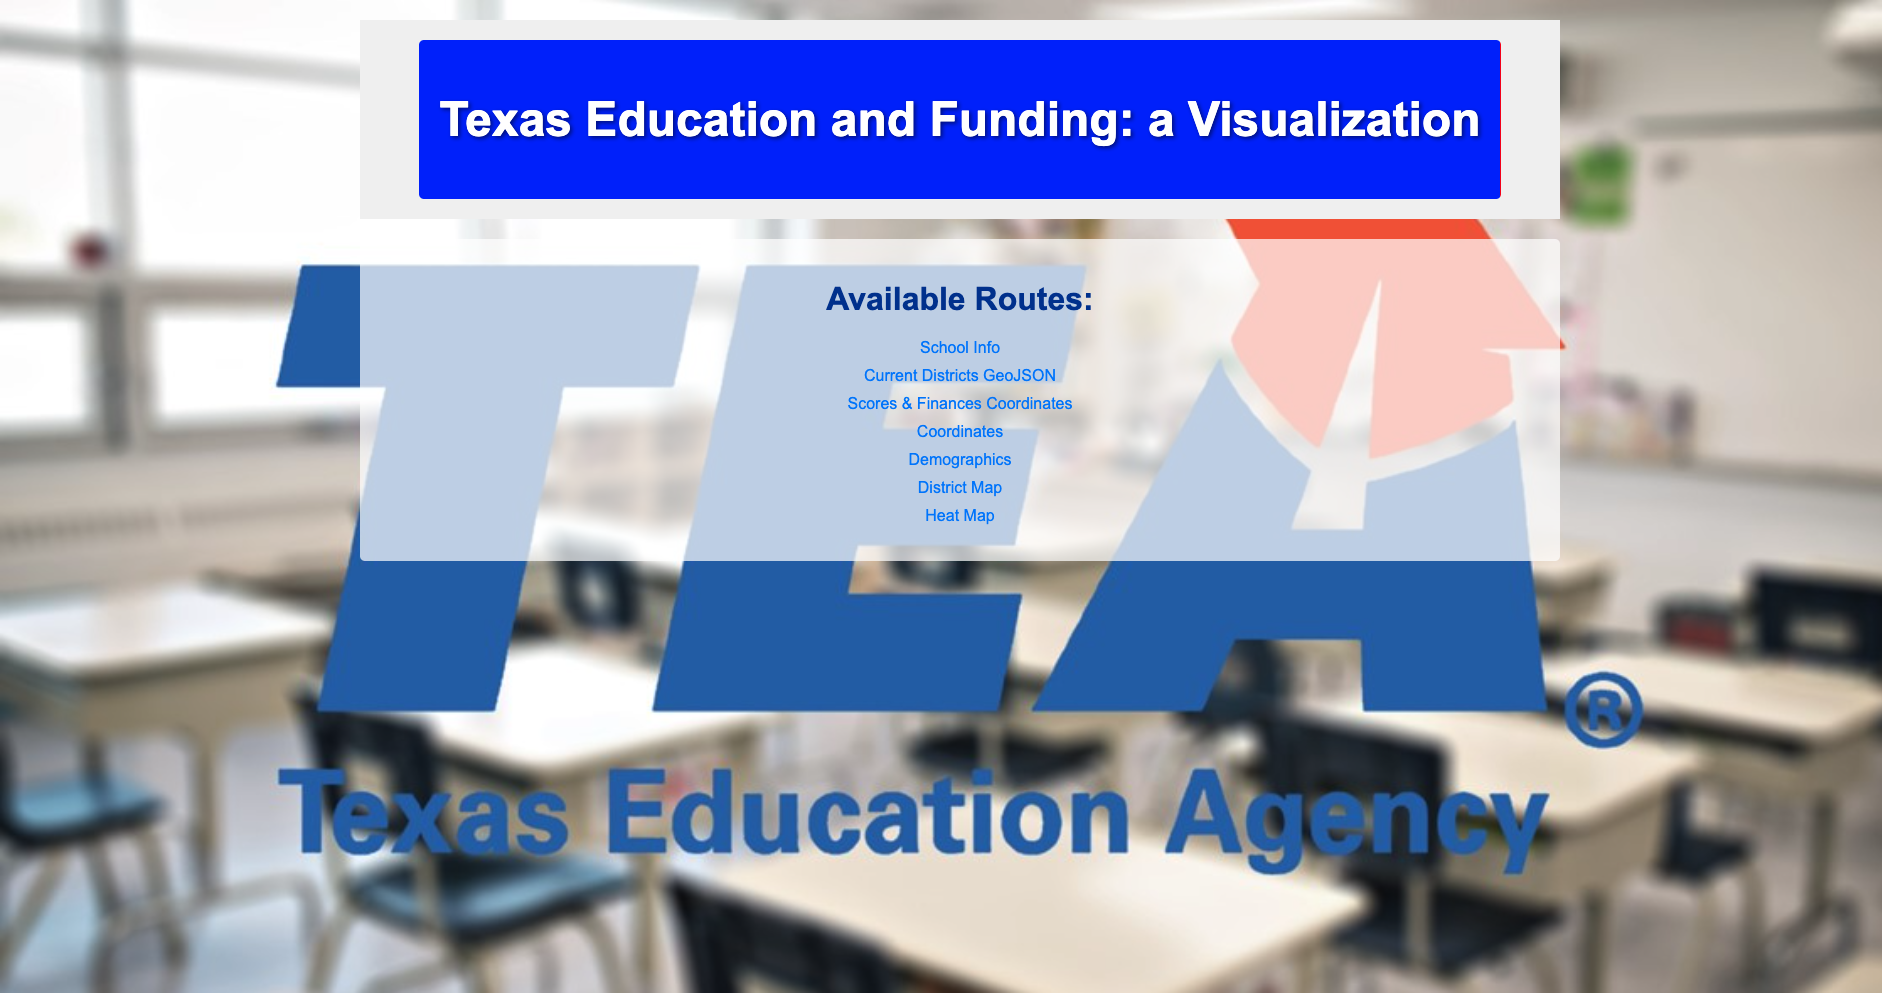 Texas Education and Funding: a Visualization
TEA
Available Routes:
School Info
Current Districts GeoJSON
Scores & Finances Coordinates
Coordinates
Demographics
District Map
Heat Map
®
Texas Education Agency